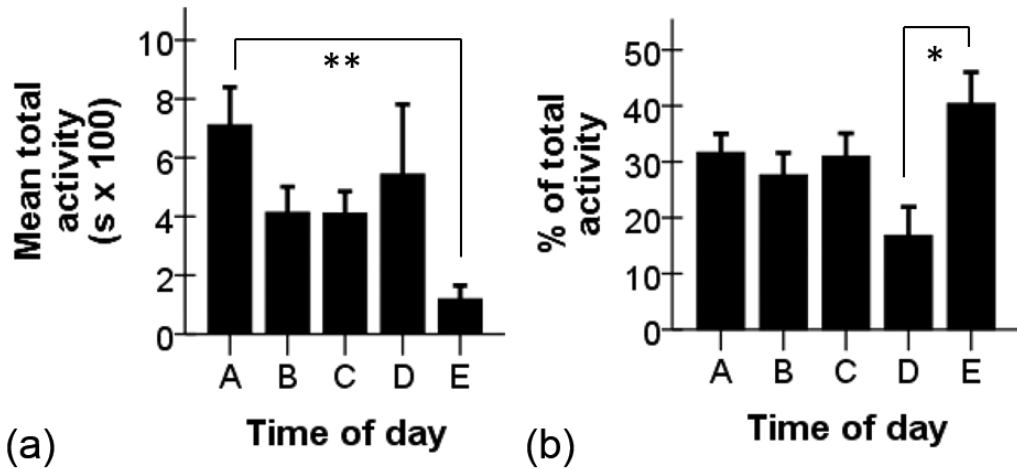 Mean total
activity
(s x 100)
10
8
6
4
2
0
**
A B C D E
Time of day
(a)
% of total
activity
50
40
30
20
10
0
*
A B C D E
Time of day
(b)